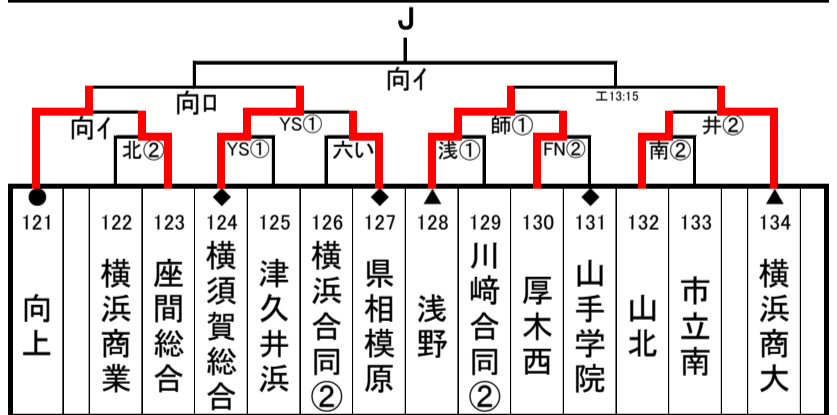 J
向イ
向ロ
エ13:15
向イ
YS①
師①
井②
北②
YS①
六い
浅①
FN②
南②
● ◆ ◆ ▲ ◆ ▲
121 122 123 124 125 126 127 128 129 130 131 132 133 134
向上
横浜商業
座間総合
横須賀総合
津久井浜
横浜合同②
県相模原
浅野
川﨑合同②
厚木西
山手学院
山北
市立南
横浜商大